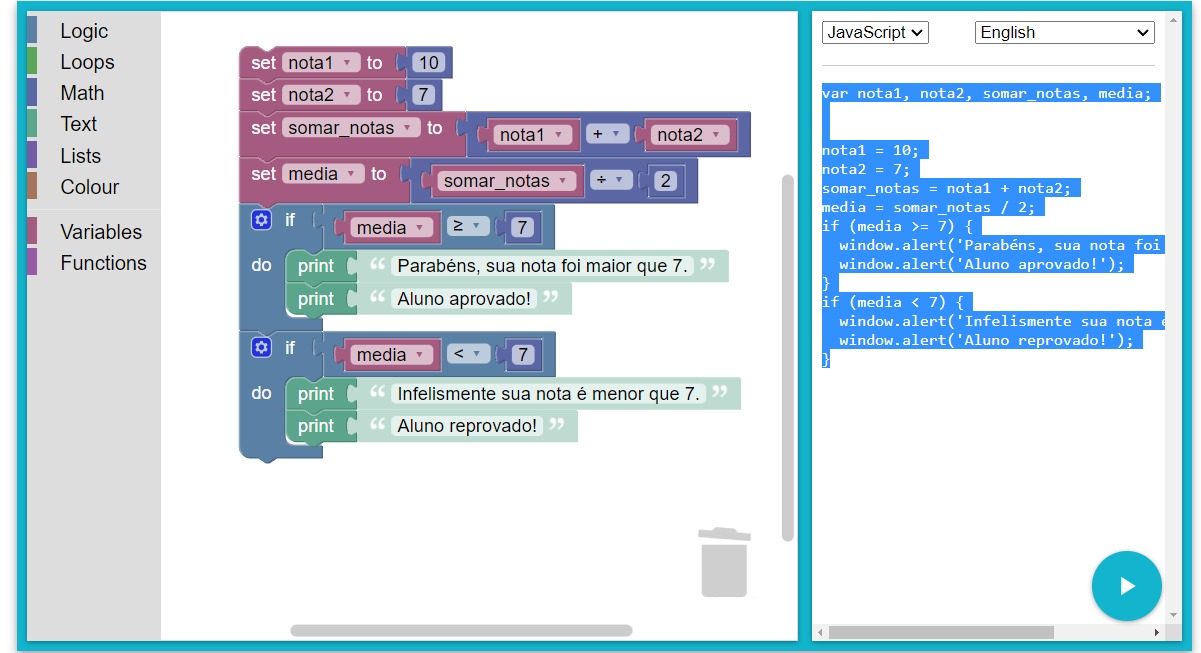 Logic
Loops
Math
Text
Lists
Colour
Variables
Functions
set nota1 to 10
set nota2 to 7
set somar_notas to nota1 + nota2
set media to somar_notas ÷ 2
if media ≥ 7
do print “ Parabéns, sua nota foi maior que 7. ”
print “ Aluno aprovado! ”
if media < 7
do print “ Infelismente sua nota é menor que 7. ”
print “ Aluno reprovado! ”
JavaScript English
var nota1, nota2, somar_notas, media;
nota1 = 10;
nota2 = 7;
somar_notas = nota1 + nota2;
media = somar_notas / 2;
if (media >= 7) {
window.alert('Parabéns, sua nota foi
window.alert('Aluno aprovado!');
}
if (media < 7) {
window.alert('Infelismente sua nota
window.alert('Aluno reprovado!');
}